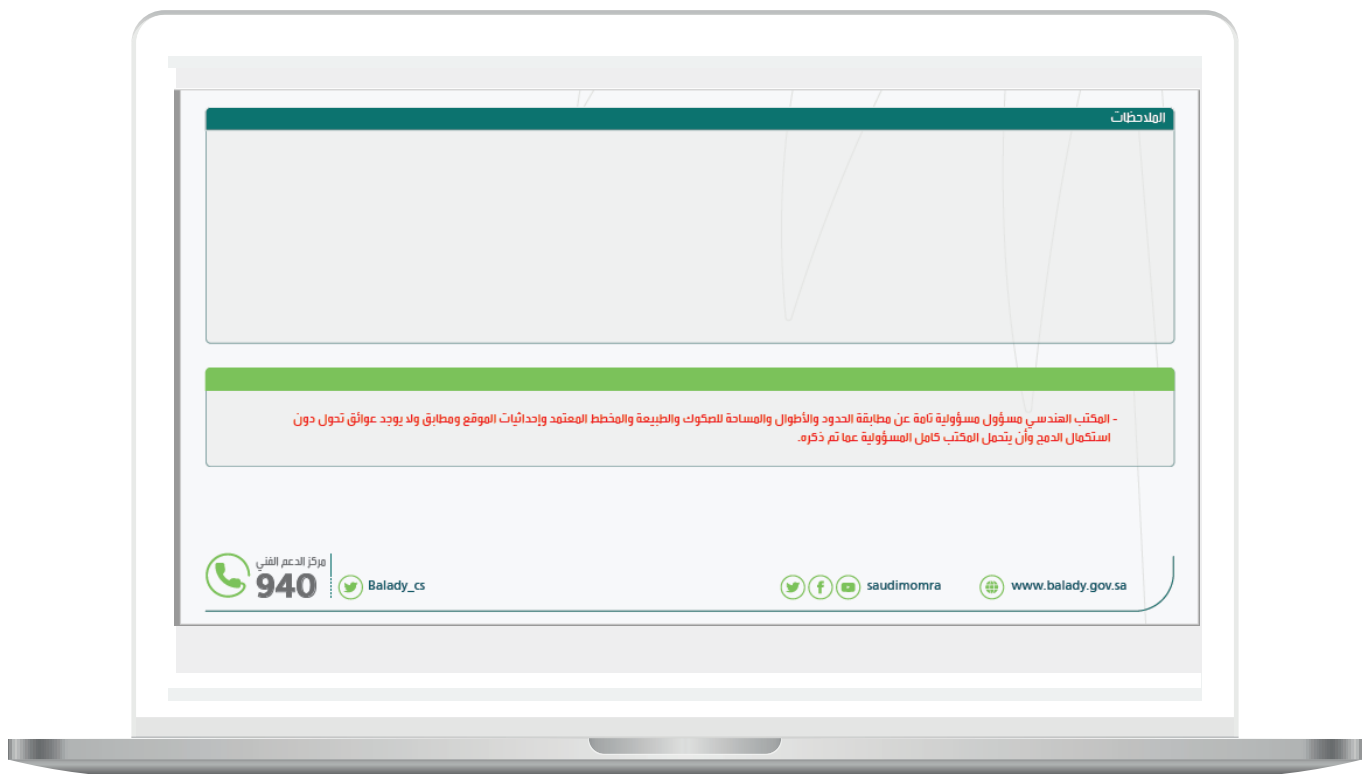 الملاحظات
- المكتب الهندسي مسؤول مسؤولية تامة عن مطابقة الحدود والأطوال والمساحة للصكوك والطبيعة والمخطط المعتمد وإحداثيات الموقع ومطابق ولا يوجد عوائق تحول دون
استكمال الدمج وأن يتحمل المكتب كامل المسؤولية عما تم ذكره.
مركز الدعم الفني
940
Balady_cs
saudimomra
www.balady.gov.sa